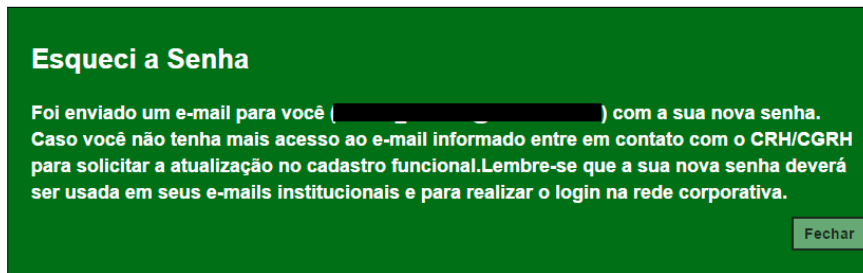 Esqueci a Senha
Foi enviado um e-mail para você ( ) com a sua nova senha.
Caso você não tenha mais acesso ao e-mail informado entre em contato com o CRH/CGRH
para solicitar a atualização no cadastro funcional.Lembre-se que a sua nova senha deverá
ser usada em seus e-mails institucionais e para realizar o login na rede corporativa.
Fechar